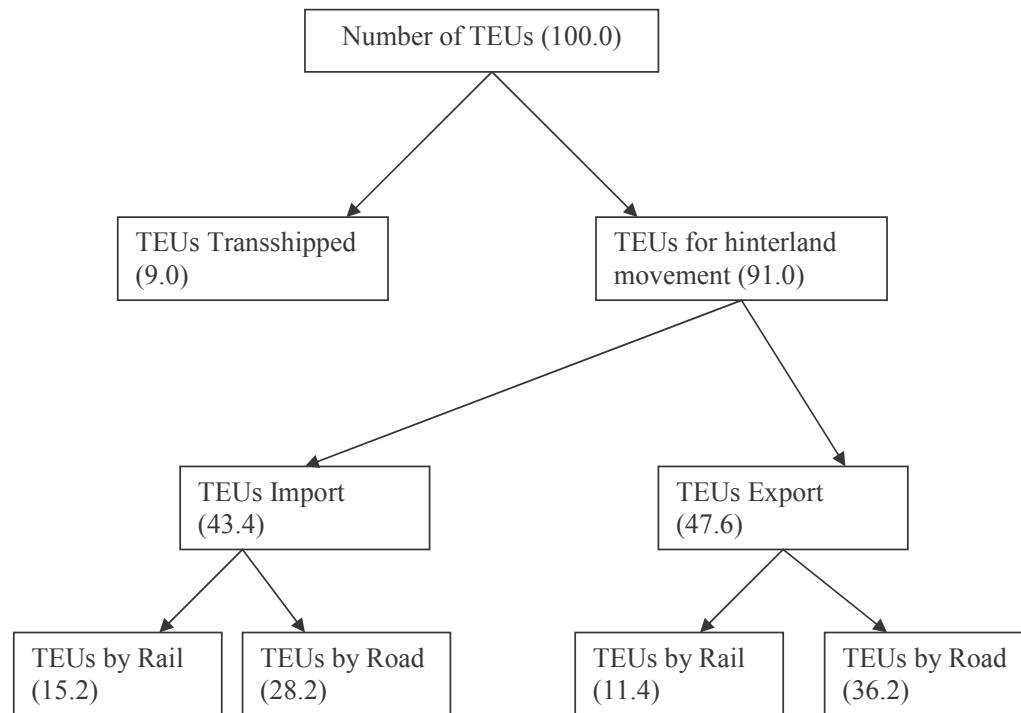 Number of TEUs (100.0)
TEUs Transshipped
(9.0)
TEUs for hinterland
movement (91.0)
TEUs Import
(43.4)
TEUs Export
(47.6)
TEUs by Rail
(15.2)
TEUs by Road
(28.2)
TEUs by Rail
(11.4)
TEUs by Road
(36.2)